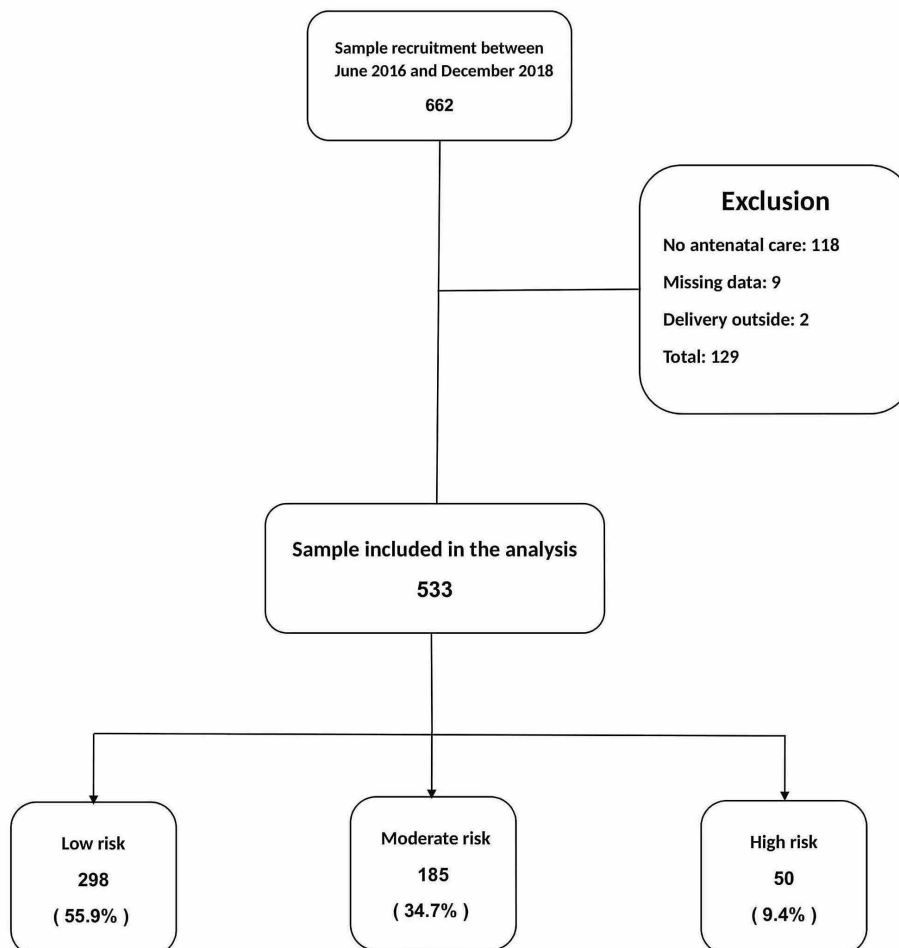 Sample recruitment between
June 2016 and December 2018
662
Exclusion
No antenatal care: 118
Missing data: 9
Delivery outside: 2
Total: 129
Sample included in the analysis
533
Low risk
298
( 55.9% )
Moderate risk
185
( 34.7% )
High risk
50
( 9.4% )